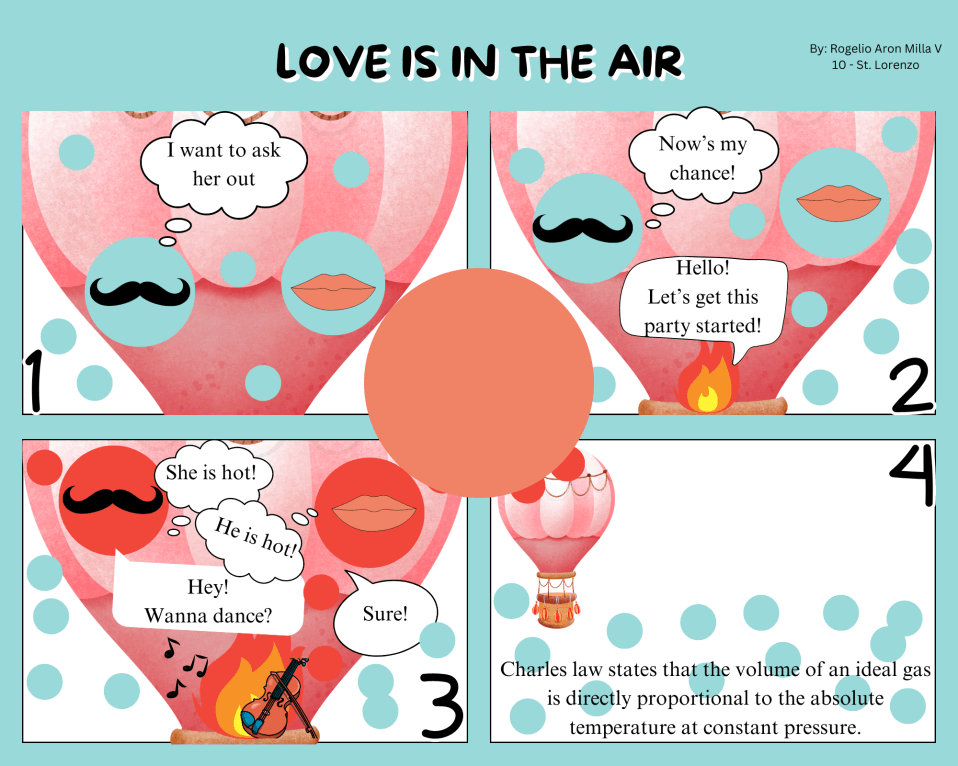 LOVE IS IN THE AIR
By: Rogelio Aron Milla V
10 - St. Lorenzo
I want to ask
her out
1
Now's my
chance!
Hello!
Let's get this
party started!
2
She is hot!
He is hot!
Hey!
Wanna dance?
Sure!
3
4
Charles law states that the volume of an ideal gas
is directly proportional to the absolute
temperature at constant pressure.